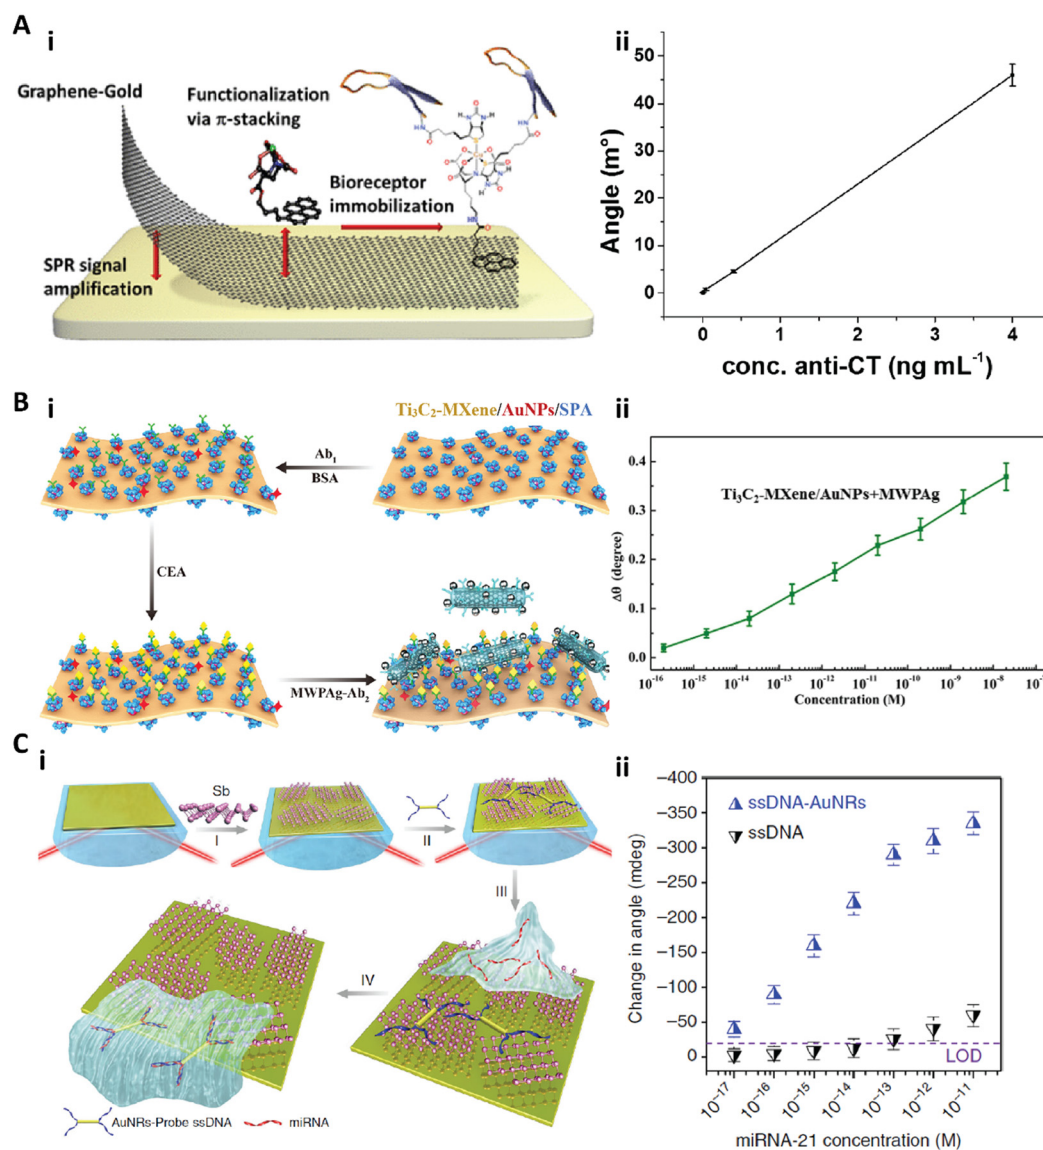 A
i
Graphene-Gold
Functionalization
via π-stacking
Bioreceptor
immobilization
SPR signal
amplification
ii
Angle (m°)
50
40
30
20
10
0
0
1
2
3
4
conc. anti-CT (ng mL⁻¹)
B
i
Ti₃C₂-MXene/AuNPs/SPA
Ab₁
BSA
CEA
MWPAg-Ab₂
ii
Ti₃C₂-MXene/AuNPs+MWPAg
Δθ (degree)
0.4
0.3
0.2
0.1
0.0
10⁻¹⁶ 10⁻¹⁵ 10⁻¹⁴ 10⁻¹³ 10⁻¹² 10⁻¹¹ 10⁻¹⁰ 10⁻⁹ 10⁻⁸ 10⁻⁷
Concentration (M)
C
i
Sb
I
II
III
IV
AuNRs-Probe ssDNA
miRNA
ii
ssDNA-AuNRs
ssDNA
Change in angle (mdeg)
−400
−350
−300
−250
−200
−150
−100
−50
0
LOD
10⁻¹⁷ 10⁻¹⁶ 10⁻¹⁵ 10⁻¹⁴ 10⁻¹³ 10⁻¹² 10⁻¹¹
miRNA-21 concentration (M)